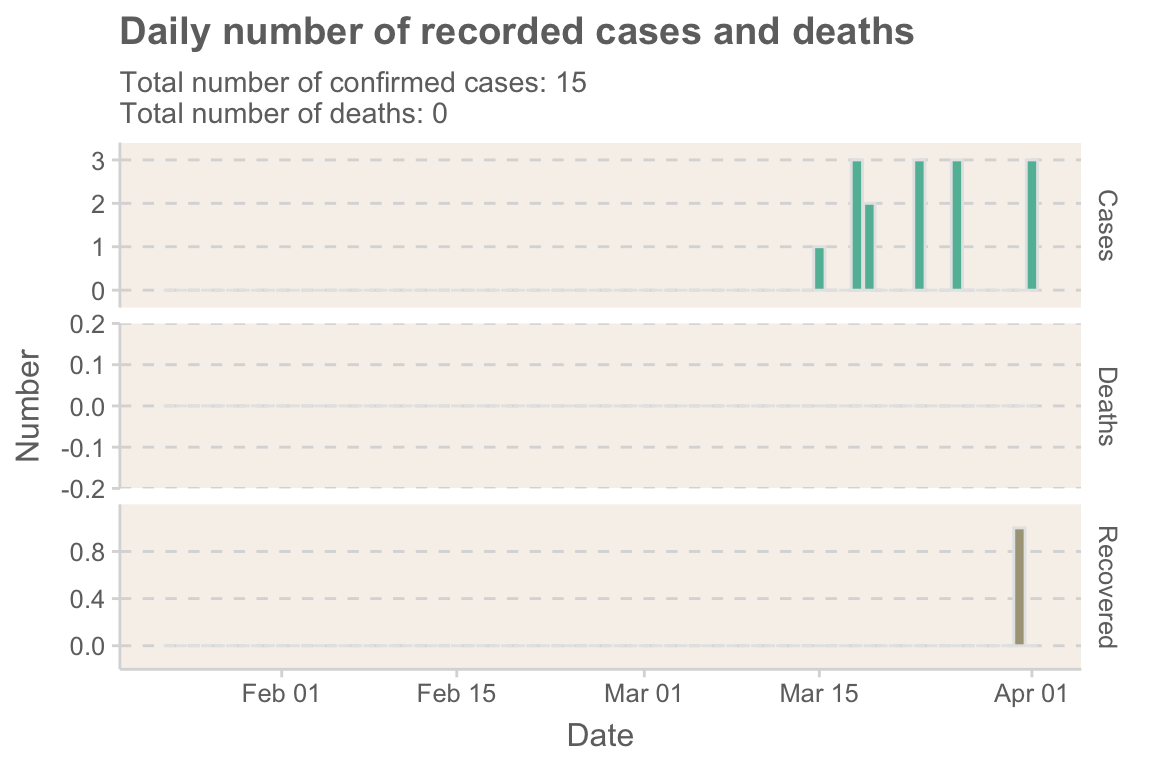 Daily number of recorded cases and deaths
Total number of confirmed cases: 15
Total number of deaths: 0
3
2
1
0
Cases
0.2
0.1
0.0
-0.1
-0.2
Deaths
Number
0.8
0.4
0.0
Recovered
Feb 01 Feb 15 Mar 01 Mar 15 Apr 01
Date